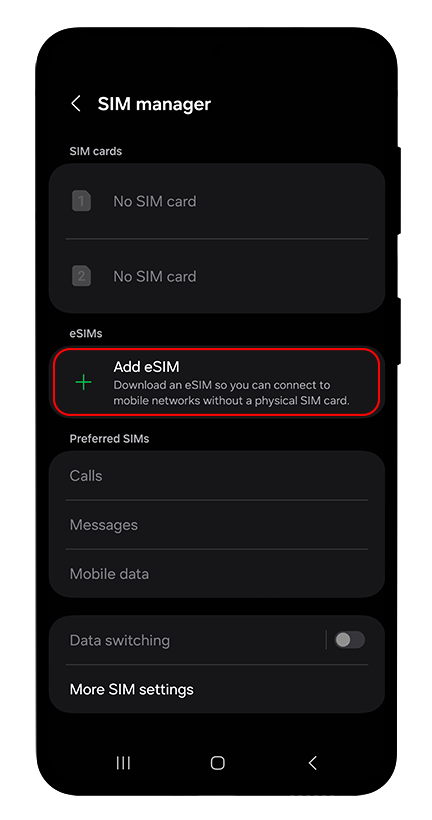 SIM manager
SIM cards
1
No SIM card
2
No SIM card
eSIMs
Add eSIM
Download an eSIM so you can connect to
mobile networks without a physical SIM card.
Preferred SIMs
Calls
Messages
Mobile data
Data switching
More SIM settings